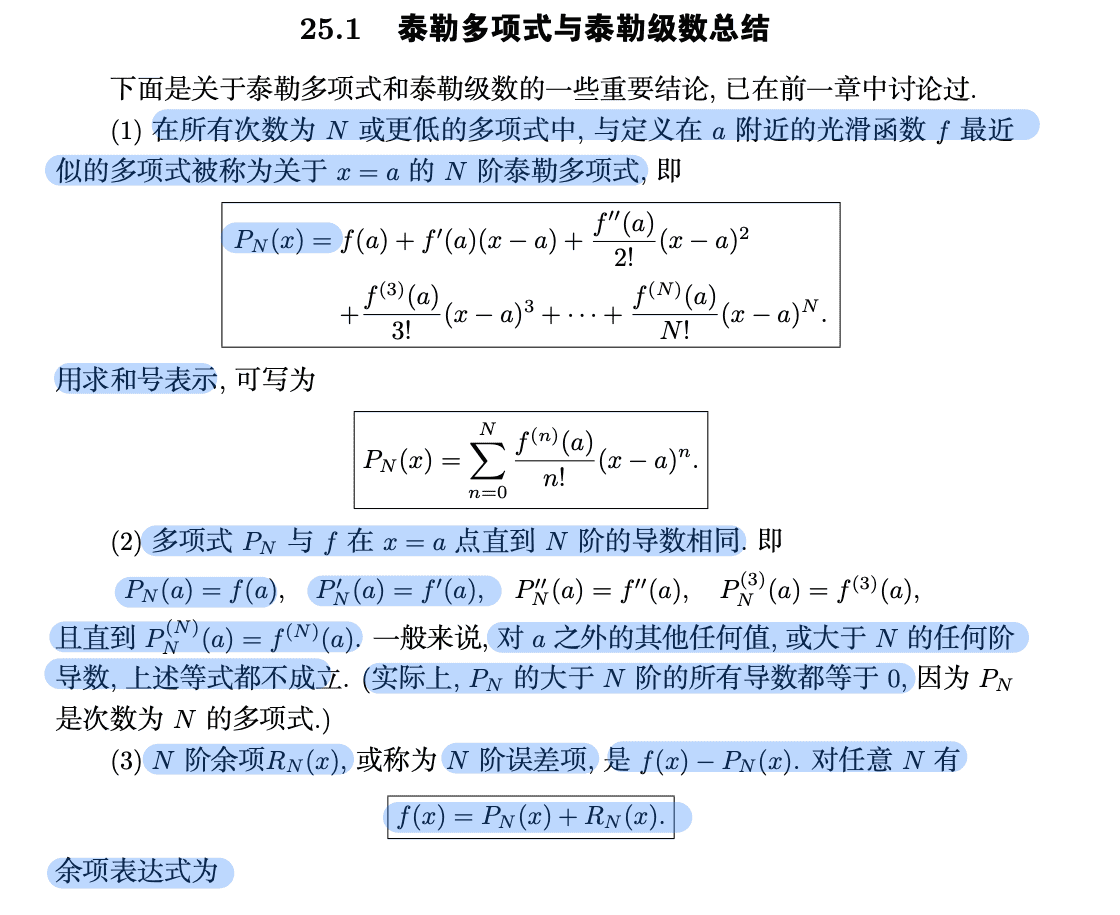 25.1 泰勒多项式与泰勒级数总结
下面是关于泰勒多项式和泰勒级数的一些重要结论, 已在前一章中讨论过.
(1) 在所有次数为 N 或更低的多项式中, 与定义在 a 附近的光滑函数 f 最近
似的多项式被称为关于 x = a 的 N 阶泰勒多项式, 即
P_N(x) = f(a) + f′(a)(x − a) + \frac{f″(a)}{2!}(x − a)^2
+ \frac{f^{(3)}(a)}{3!}(x − a)^3 + ··· + \frac{f^{(N)}(a)}{N!}(x − a)^N.
用求和号表示, 可写为
P_N(x) = \sum_{n=0}^{N} \frac{f^{(n)}(a)}{n!}(x − a)^n.
(2) 多项式 P_N 与 f 在 x = a 点直到 N 阶的导数相同. 即
P_N(a) = f(a), P′_N(a) = f′(a), P″_N(a) = f″(a), P_N^{(3)}(a) = f^{(3)}(a),
且直到 P_N^{(N)}(a) = f^{(N)}(a). 一般来说, 对 a 之外的其他任何值, 或大于 N 的任何阶
导数, 上述等式都不成立. (实际上, P_N 的大于 N 阶的所有导数都等于 0, 因为 P_N
是次数为 N 的多项式.)
(3) N 阶余项R_N(x), 或称为 N 阶误差项, 是 f(x) − P_N(x). 对任意 N 有
f(x) = P_N(x) + R_N(x).
余项表达式为